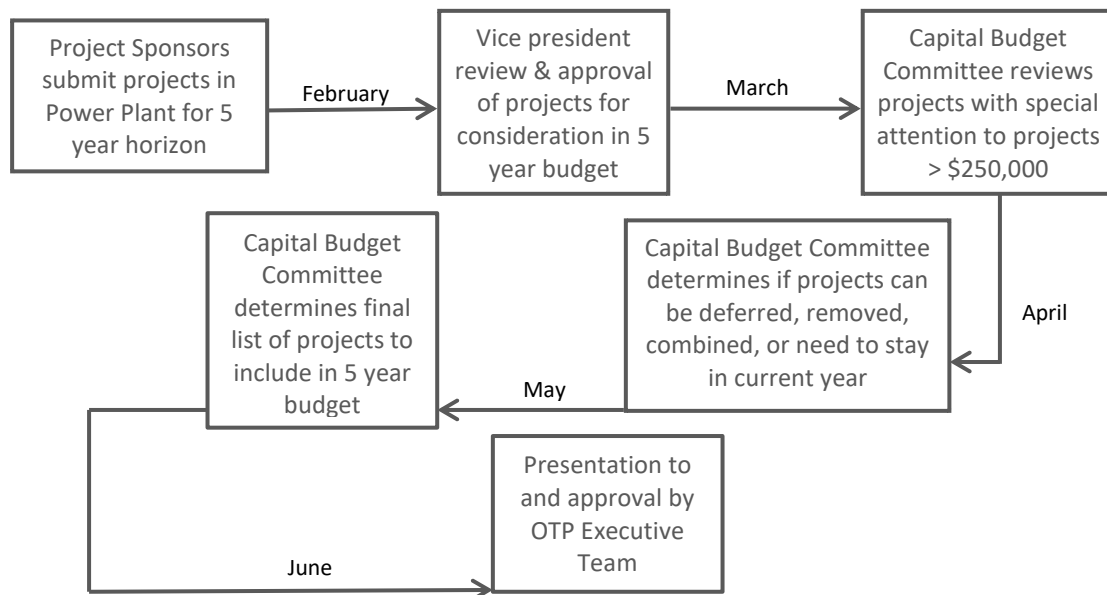 Project Sponsors
submit projects in
Power Plant for 5
year horizon
February
Vice president
review & approval
of projects for
consideration in 5
year budget
March
Capital Budget
Committee reviews
projects with special
attention to projects
> $250,000
April
Capital Budget Committee
determines if projects can
be deferred, removed,
combined, or need to stay
in current year
May
Capital Budget
Committee
determines final
list of projects to
include in 5 year
budget
June
Presentation to
and approval by
OTP Executive
Team